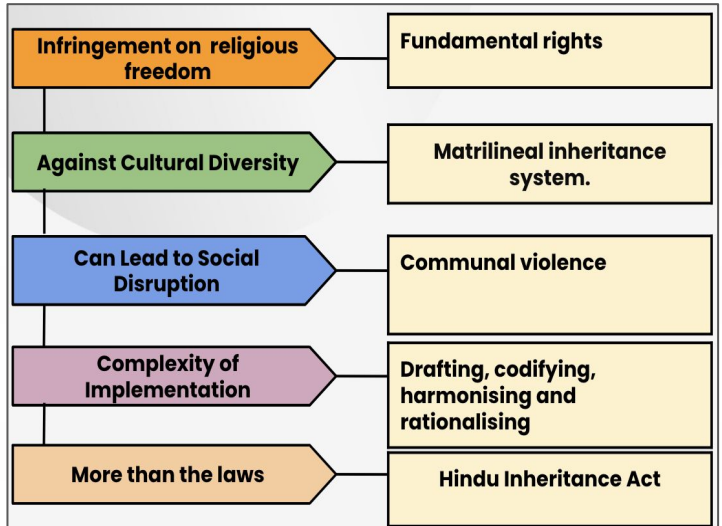 Infringement on religious
freedom
Fundamental rights
Against Cultural Diversity
Matrilineal inheritance
system.
Can Lead to Social
Disruption
Communal violence
Complexity of
Implementation
Drafting, codifying,
harmonising and
rationalising
More than the laws
Hindu Inheritance Act